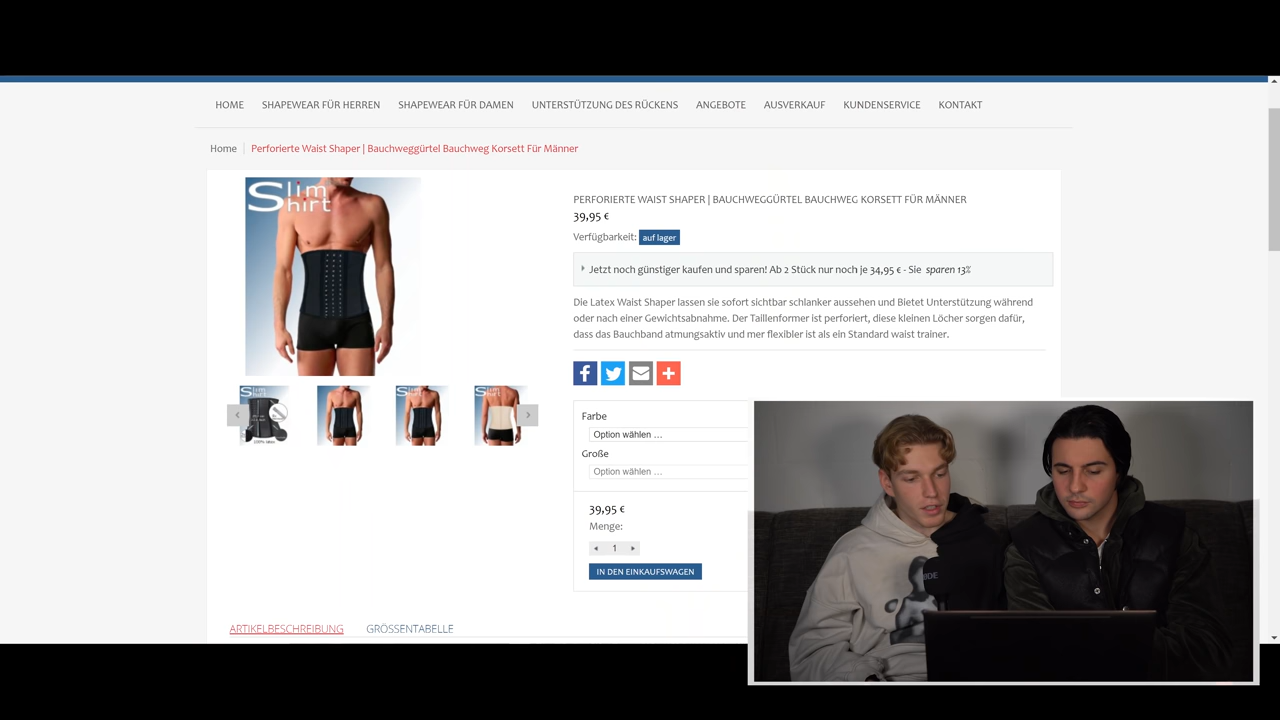 HOME SHAPEWEAR FÜR HERREN SHAPEWEAR FÜR DAMEN UNTERSTÜTZUNG DES RÜCKENS ANGEBOTE AUSVERKAUF KUNDENSERVICE KONTAKT
Home Perforierte Waist Shaper | Bauchweggürtel Bauchweg Korsett Für Männer
Slim Shirt
PERFORIERTE WAIST SHAPER | BAUCHWEGGÜRTEL BAUCHWEG KORSETT FÜR MÄNNER
39,95 €
Verfügbarkeit: auf lager
Jetzt noch günstiger kaufen und sparen! Ab 2 Stück nur noch je 34,95 € - Sie sparen 13%
Die Latex Waist Shaper lassen sie sofort sichtbar schlanker aussehen und Bietet Unterstützung während
oder nach einer Gewichtsabnahme. Der Taillenformer ist perforiert, diese kleinen Löcher sorgen dafür,
dass das Bauchband atmungsaktiv und mer flexibler ist als ein Standard waist trainer.
Slim
100% latex
Farbe
Option wählen ...
Große
Option wählen ...
39,95 €
Menge:
1
IN DEN EINKAUFSWAGEN
ARTIKELBESCHREIBUNG GRÖSSENTABELLE